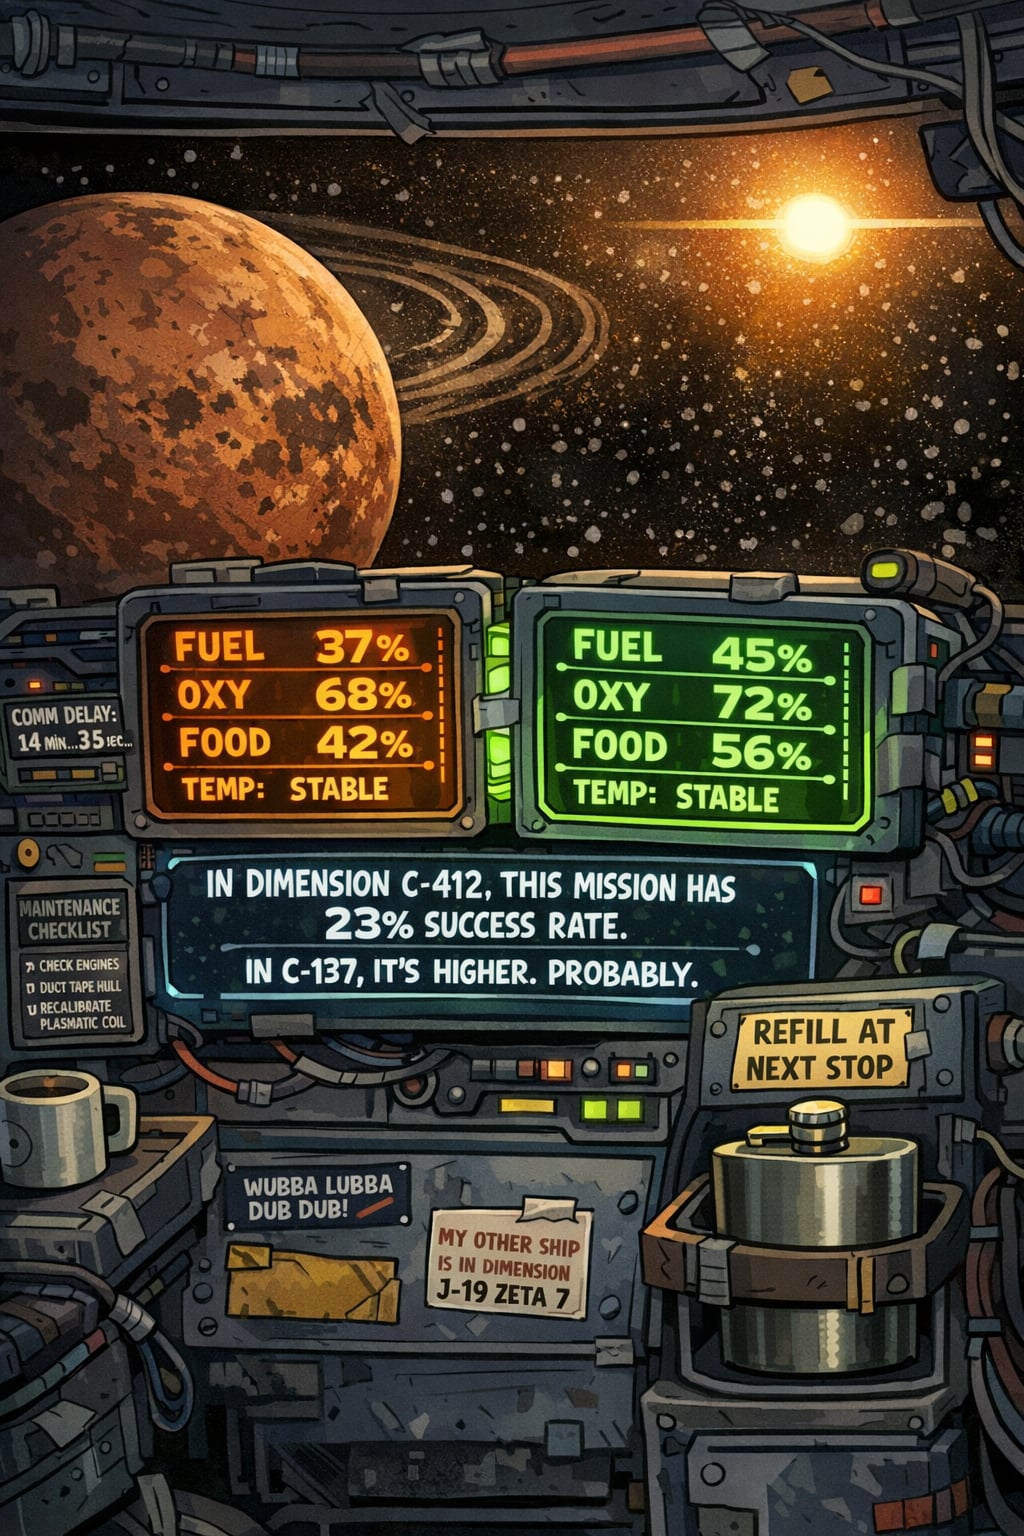 FUEL 37%
OXY 68%
FOOD 42%
TEMP: STABLE
FUEL 45%
OXY 72%
FOOD 56%
TEMP: STABLE
COMM DELAY:
14 MIN...35 SEC...
IN DIMENSION C-412, THIS MISSION HAS
23% SUCCESS RATE.
IN C-137, IT'S HIGHER. PROBABLY.
MAINTENANCE
CHECKLIST
CHECK ENGINES
DUCT TAPE HULL
RECALIBRATE
PLASMATIC COIL
REFILL AT
NEXT STOP
WUBBA LUBBA
DUB DUB!
MY OTHER SHIP
IS IN DIMENSION
J-19 ZETA 7